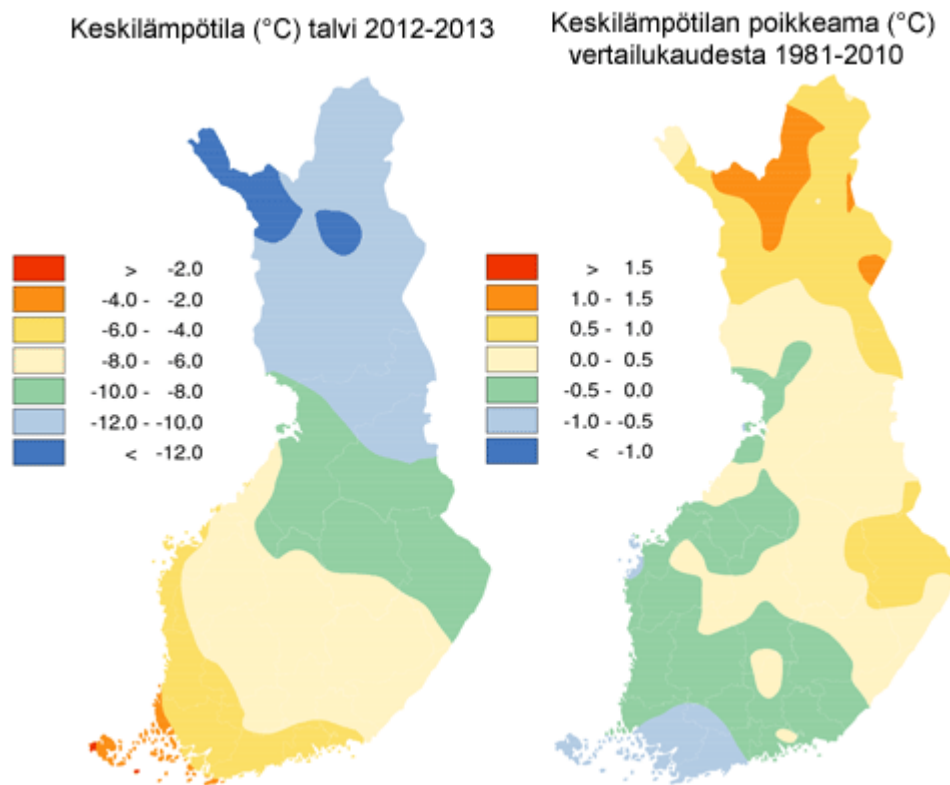 Keskilämpötila (°C) talvi 2012-2013
Keskilämpötilan poikkeama (°C)
vertailukaudesta 1981-2010
> -2.0
-4.0 - -2.0
-6.0 - -4.0
-8.0 - -6.0
-10.0 - -8.0
-12.0 - -10.0
< -12.0
> 1.5
1.0 - 1.5
0.5 - 1.0
0.0 - 0.5
-0.5 - 0.0
-1.0 - -0.5
< -1.0